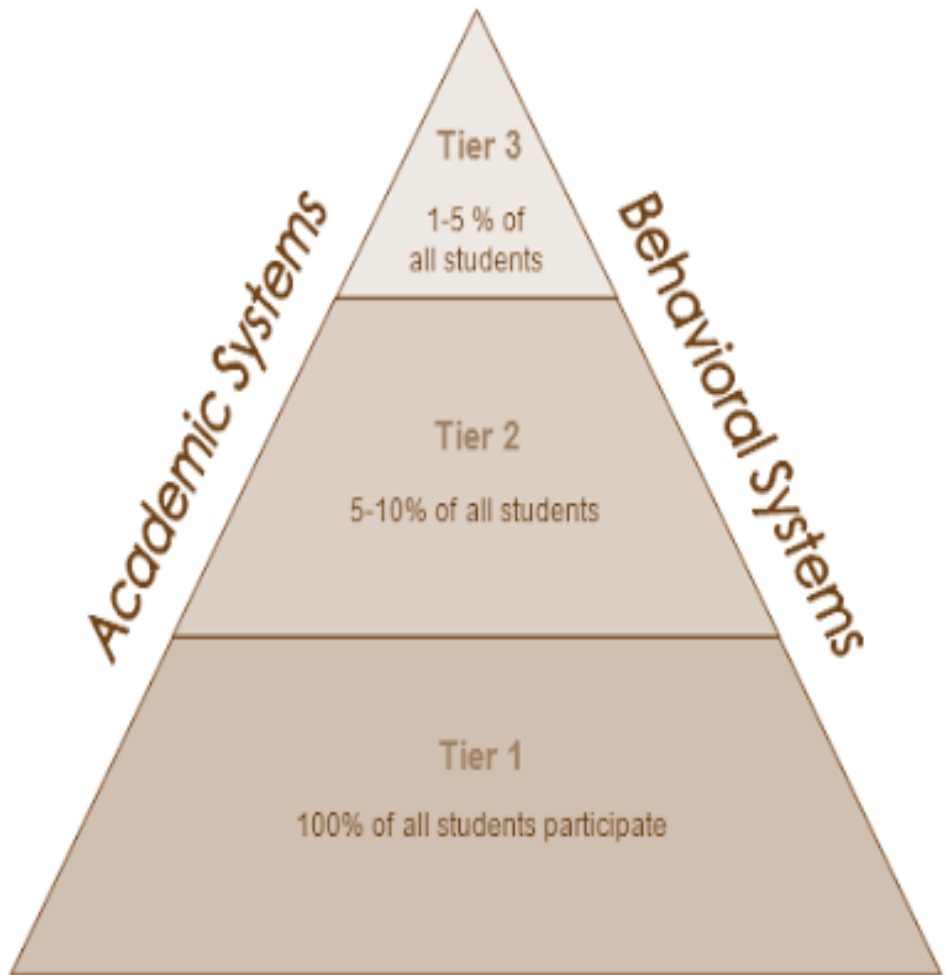 Academic Systems
Behavioral Systems
Tier 3
1-5 % of
all students
Tier 2
5-10% of all students
Tier 1
100% of all students participate